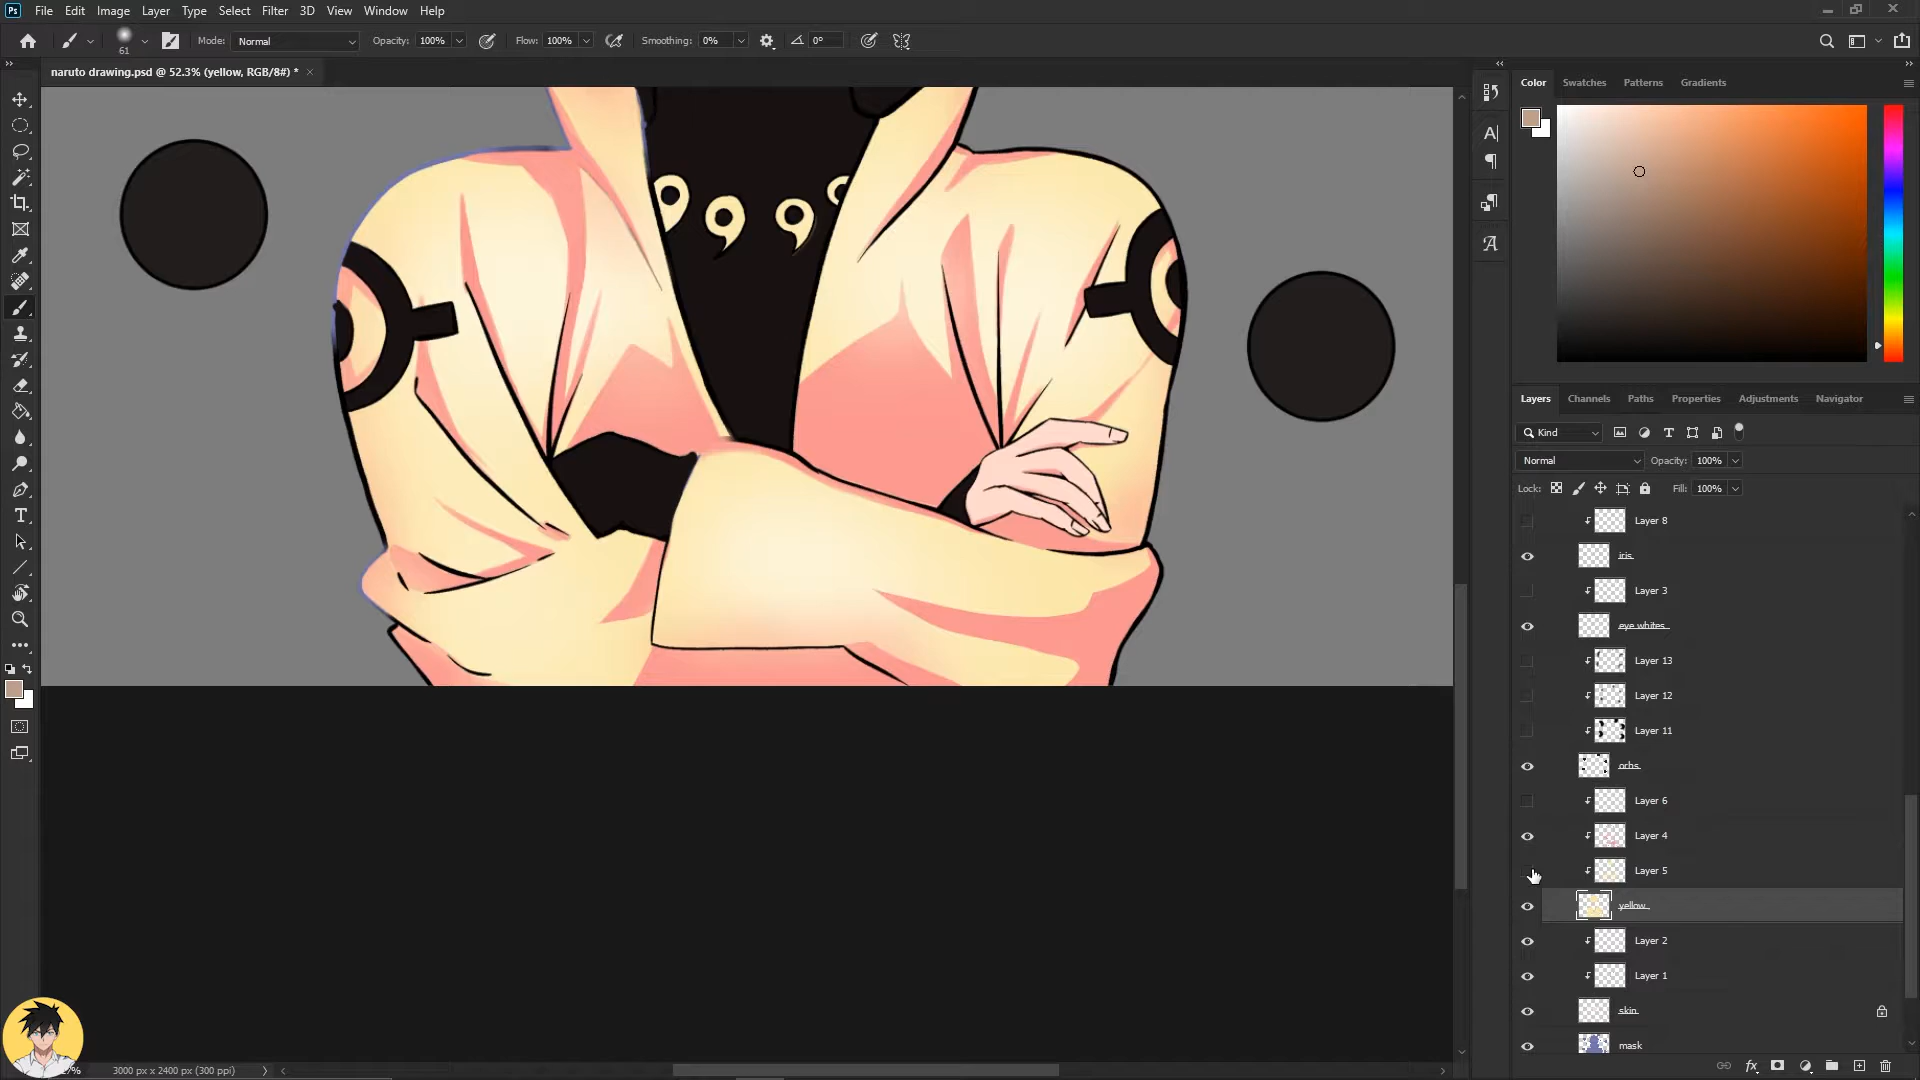 Ps File Edit Image Layer Type Select Filter 3D View Window Help
61 Mode: Normal Opacity: 100% Flow: 100% Smoothing: 0% 0°
naruto drawing.psd @ 52.3% (yellow, RGB/8#) *
Color Swatches Patterns Gradients
Layers Channels Paths Properties Adjustments Navigator
Kind
Normal Opacity: 100%
Lock: Fill: 100%
Layer 8
iris
Layer 3
eye whites
Layer 13
Layer 12
Layer 11
orbs
Layer 6
Layer 4
Layer 5
yellow
Layer 2
Layer 1
skin
mask
3000 px x 2400 px (300 ppi)